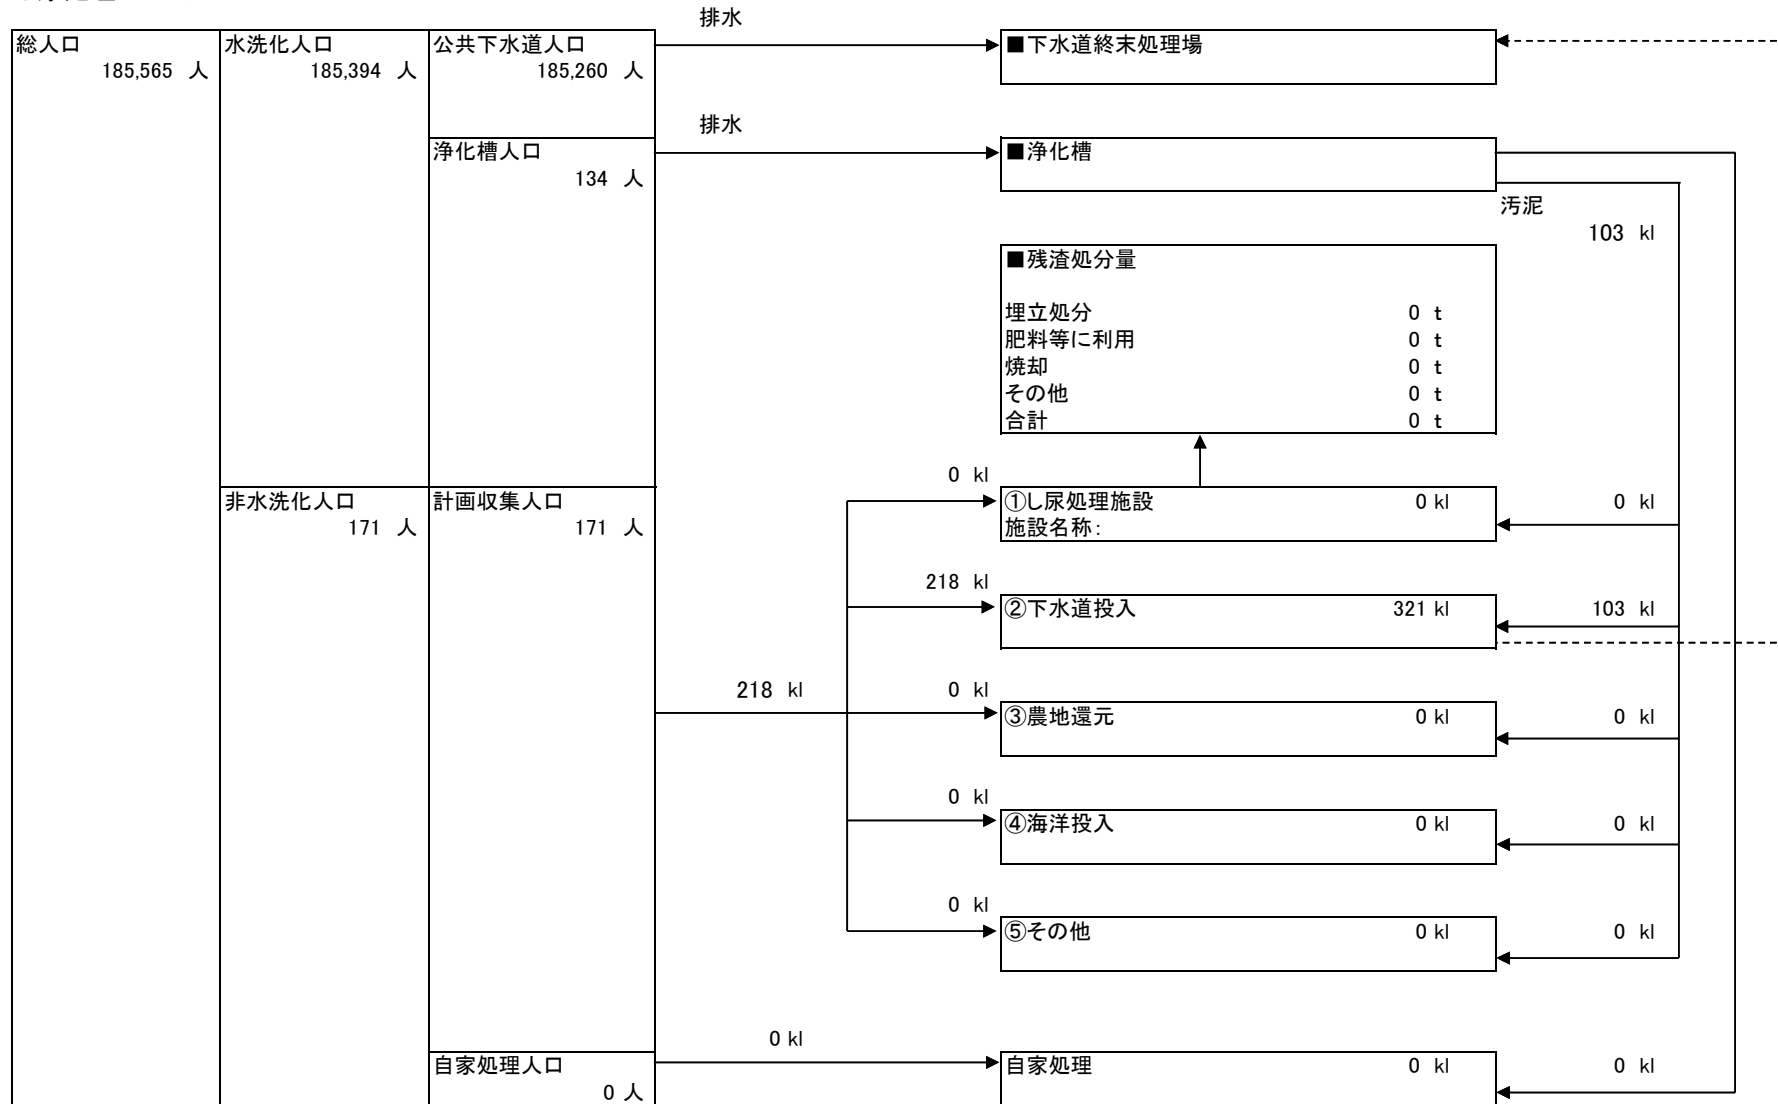 排水
総人口 水洗化人口 公共下水道人口 ■下水道終末処理場
185,565 人 185,394 人 185,260 人
排水
浄化槽人口 ■浄化槽
134 人
汚泥
103 kl
■残渣処分量
埋立処分 0 t
肥料等に利用 0 t
焼却 0 t
その他 0 t
合計 0 t
0 kl
非水洗化人口 計画収集人口 ①し尿処理施設 0 kl 0 kl
171 人 171 人 施設名称:
218 kl
②下水道投入 321 kl 103 kl
218 kl 0 kl
③農地還元 0 kl 0 kl
0 kl
④海洋投入 0 kl 0 kl
0 kl
⑤その他 0 kl 0 kl
0 kl
自家処理人口 自家処理 0 kl 0 kl
0 人